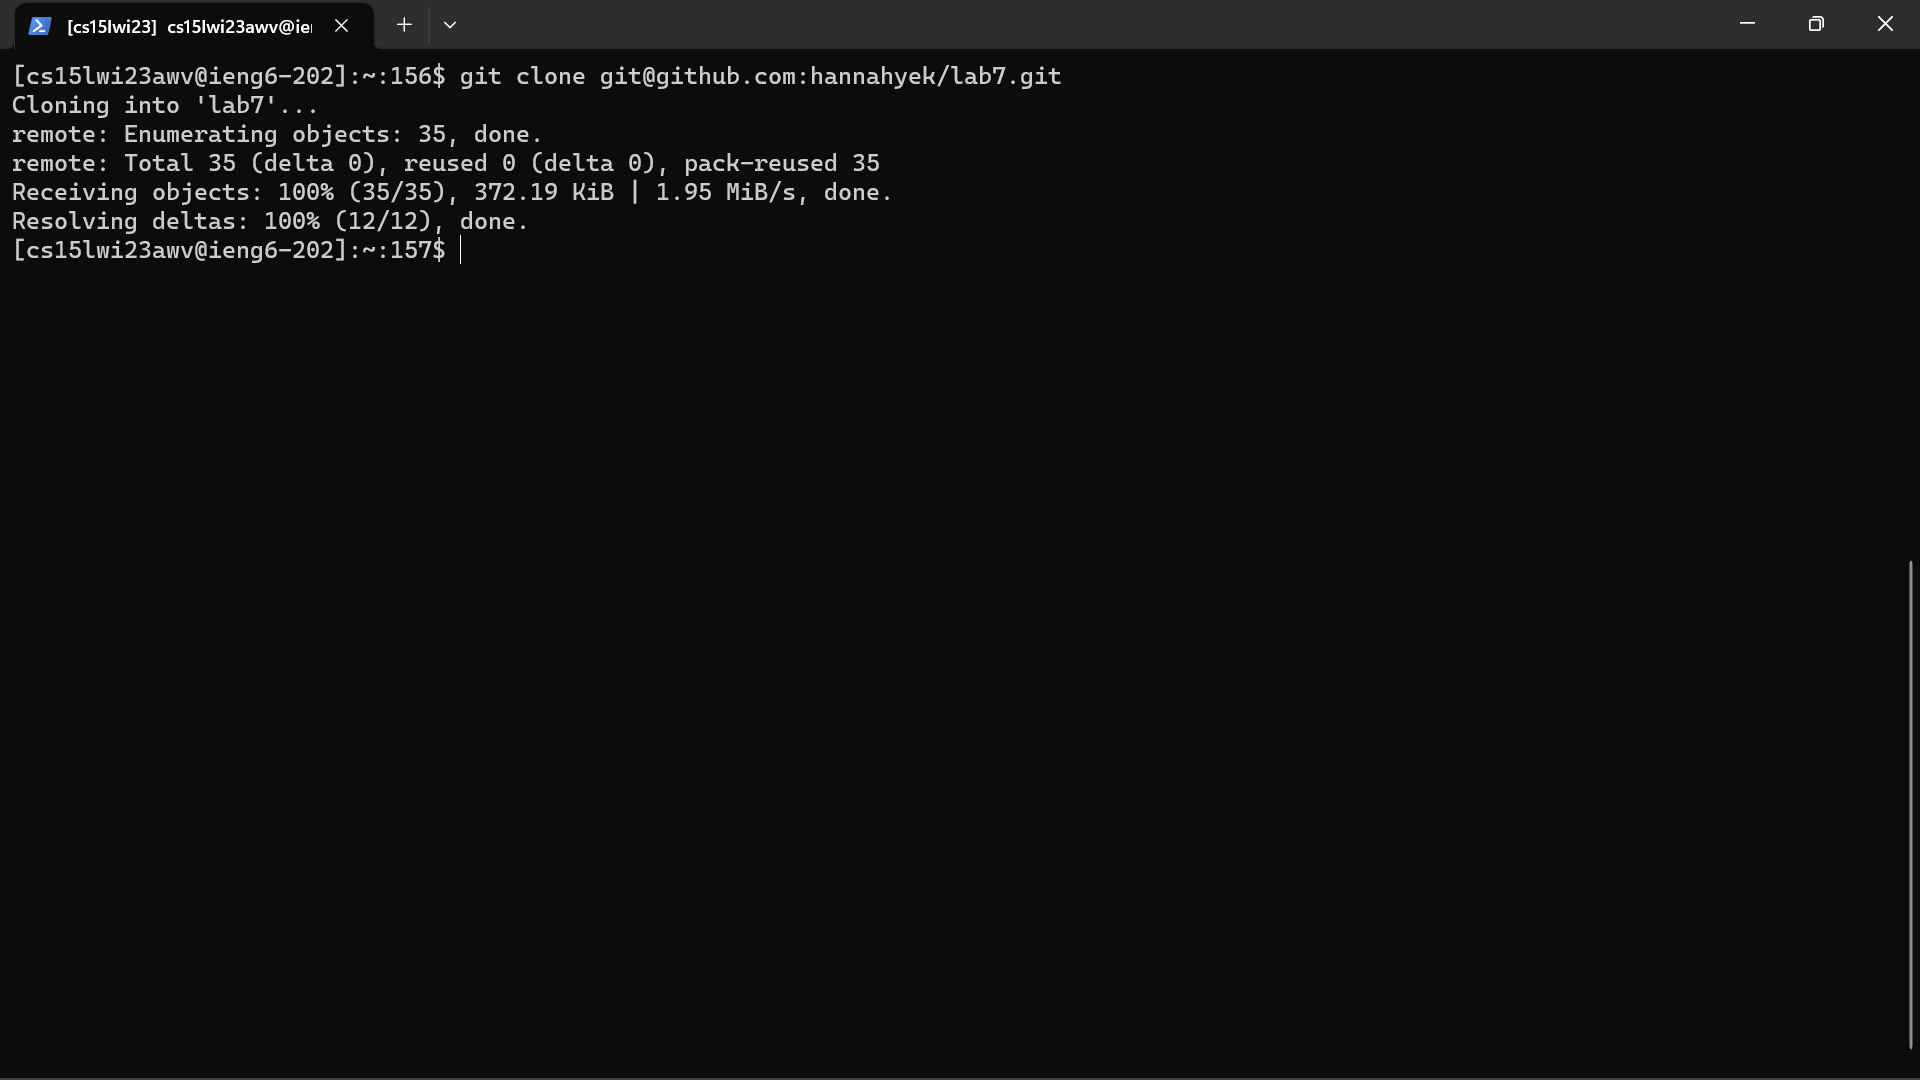 [cs15lwi23] cs15lwi23awv@ie
[cs15lwi23awv@ieng6-202]:~:156$ git clone git@github.com:hannahyek/lab7.git
Cloning into 'lab7'...
remote: Enumerating objects: 35, done.
remote: Total 35 (delta 0), reused 0 (delta 0), pack-reused 35
Receiving objects: 100% (35/35), 372.19 KiB | 1.95 MiB/s, done.
Resolving deltas: 100% (12/12), done.
[cs15lwi23awv@ieng6-202]:~:157$